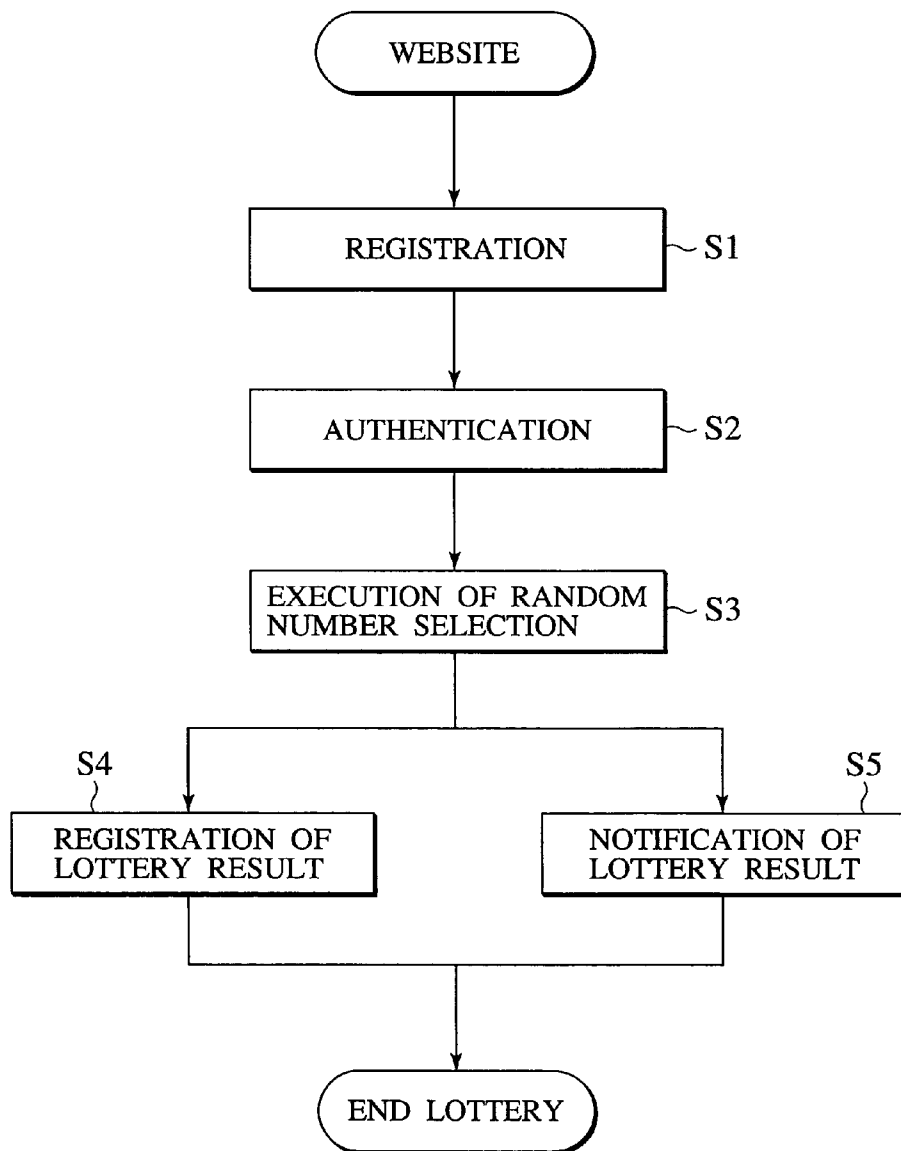 WEBSITE
REGISTRATION
S1
AUTHENTICATION
S2
EXECUTION OF RANDOM
NUMBER SELECTION
S3
S4
REGISTRATION OF
LOTTERY RESULT
S5
NOTIFICATION OF
LOTTERY RESULT
END LOTTERY